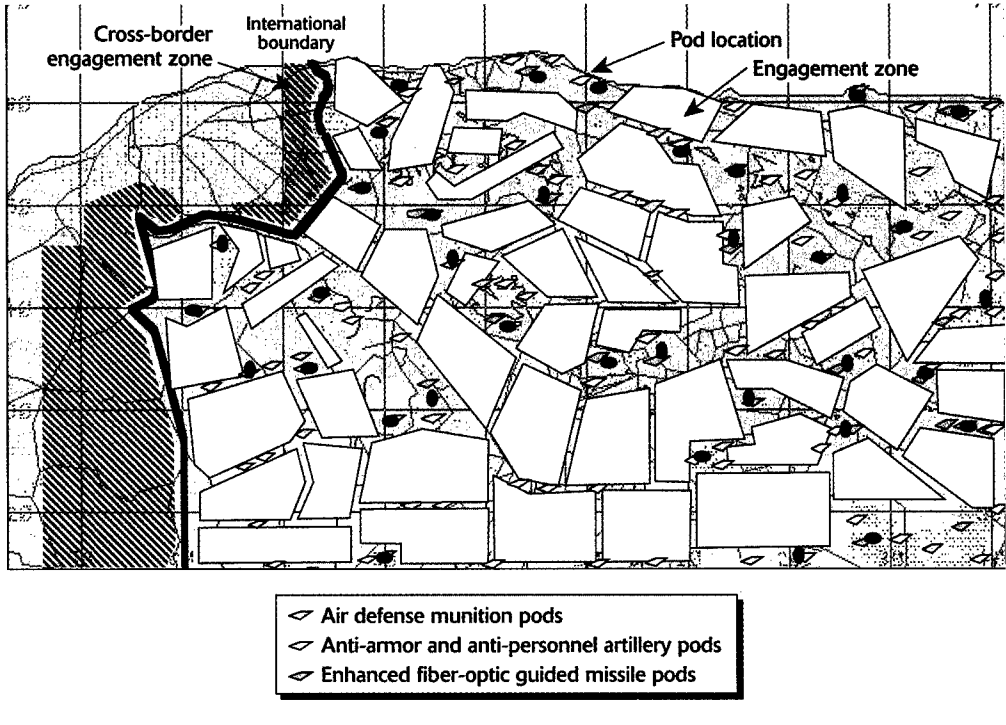 Cross-border
engagement zone
International
boundary
Pod location
Engagement zone
Air defense munition pods
Anti-armor and anti-personnel artillery pods
Enhanced fiber-optic guided missile pods